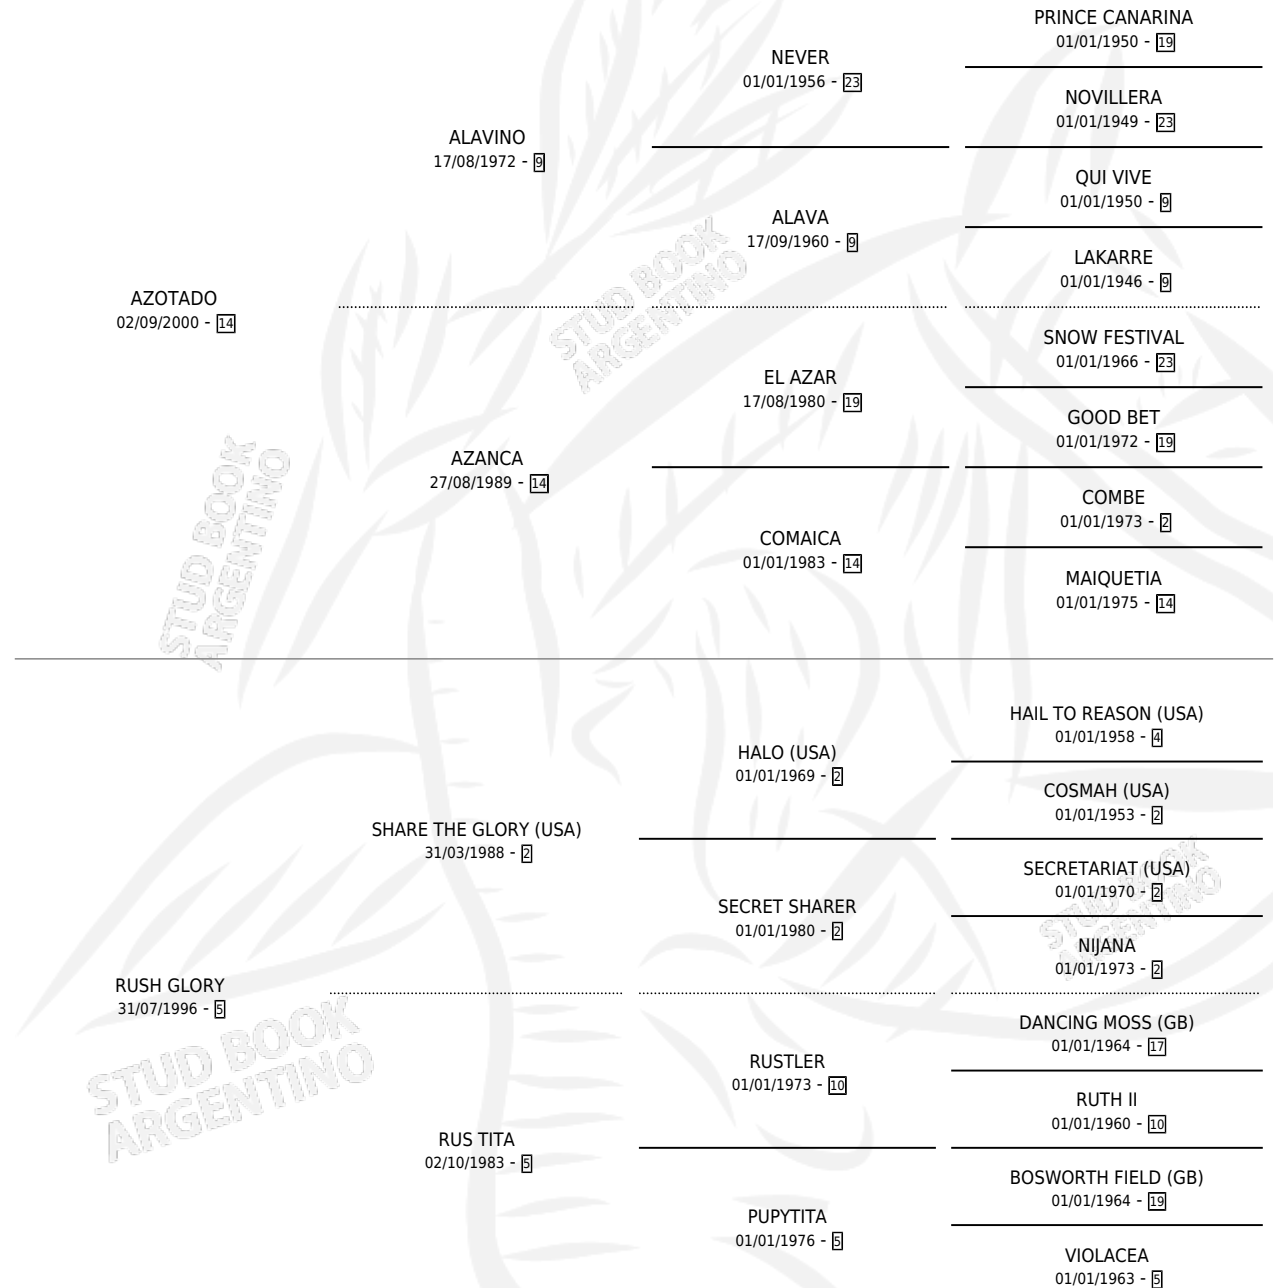 PRINCE CANARINA
01/01/1950 - 19
NEVER
01/01/1956 - 23
NOVILLERA
01/01/1949 - 23
ALAVINO
17/08/1972 - 9
QUI VIVE
01/01/1950 - 9
ALAVA
17/09/1960 - 9
LAKARRE
01/01/1946 - 9
AZOTADO
02/09/2000 - 14
SNOW FESTIVAL
01/01/1966 - 23
EL AZAR
17/08/1980 - 19
GOOD BET
01/01/1972 - 19
AZANCA
27/08/1989 - 14
COMBE
01/01/1973 - 2
COMAICA
01/01/1983 - 14
MAIQUETIA
01/01/1975 - 14
HAIL TO REASON (USA)
01/01/1958 - 4
HALO (USA)
01/01/1969 - 2
COSMAH (USA)
01/01/1953 - 2
SHARE THE GLORY (USA)
31/03/1988 - 2
SECRETARIAT (USA)
01/01/1970 - 2
SECRET SHARER
01/01/1980 - 2
NIJANA
01/01/1973 - 2
RUSH GLORY
31/07/1996 - 5
DANCING MOSS (GB)
01/01/1964 - 17
RUSTLER
01/01/1973 - 10
RUTH II
01/01/1960 - 10
RUS TITA
02/10/1983 - 5
BOSWORTH FIELD (GB)
01/01/1964 - 19
PUPYTITA
01/01/1976 - 5
VIOLACEA
01/01/1963 - 5
STUD BOOK
ARGENTINO
STUD BOOK
ARGENTINO
STUD BOOK
ARGENTINO
STUD BOOK
ARGENTINO